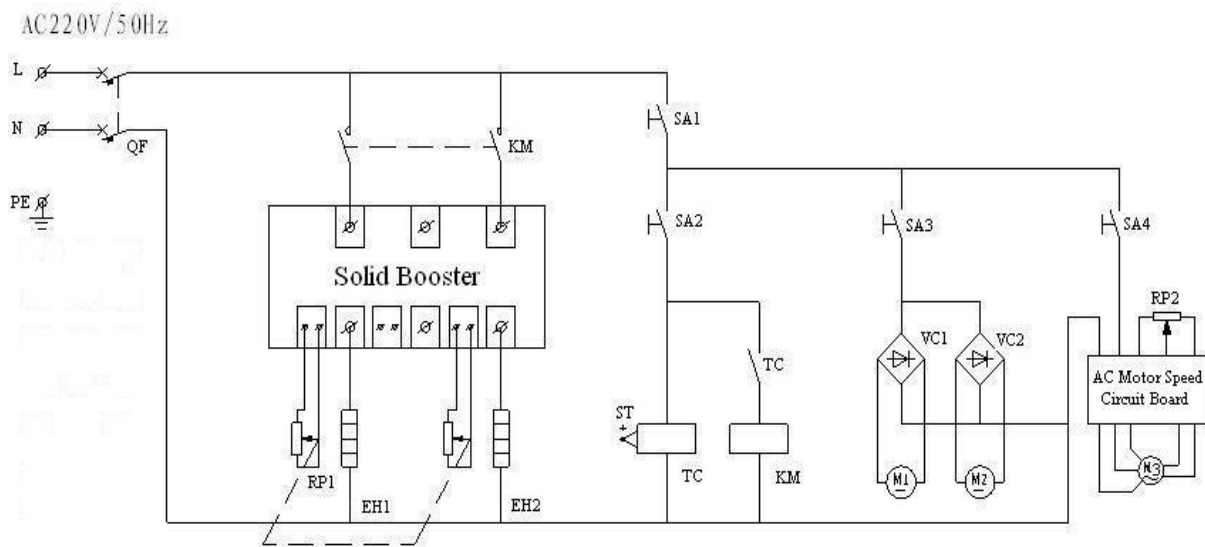 AC220V/50Hz
L
N
QF
PE
KM
SA1
SA2
SA3
SA4
Solid Booster
RP2
VC1
VC2
AC Motor Speed
Circuit Board
TC
ST
+
RP1
EH1
EH2
TC
KM
M1
M2
M3